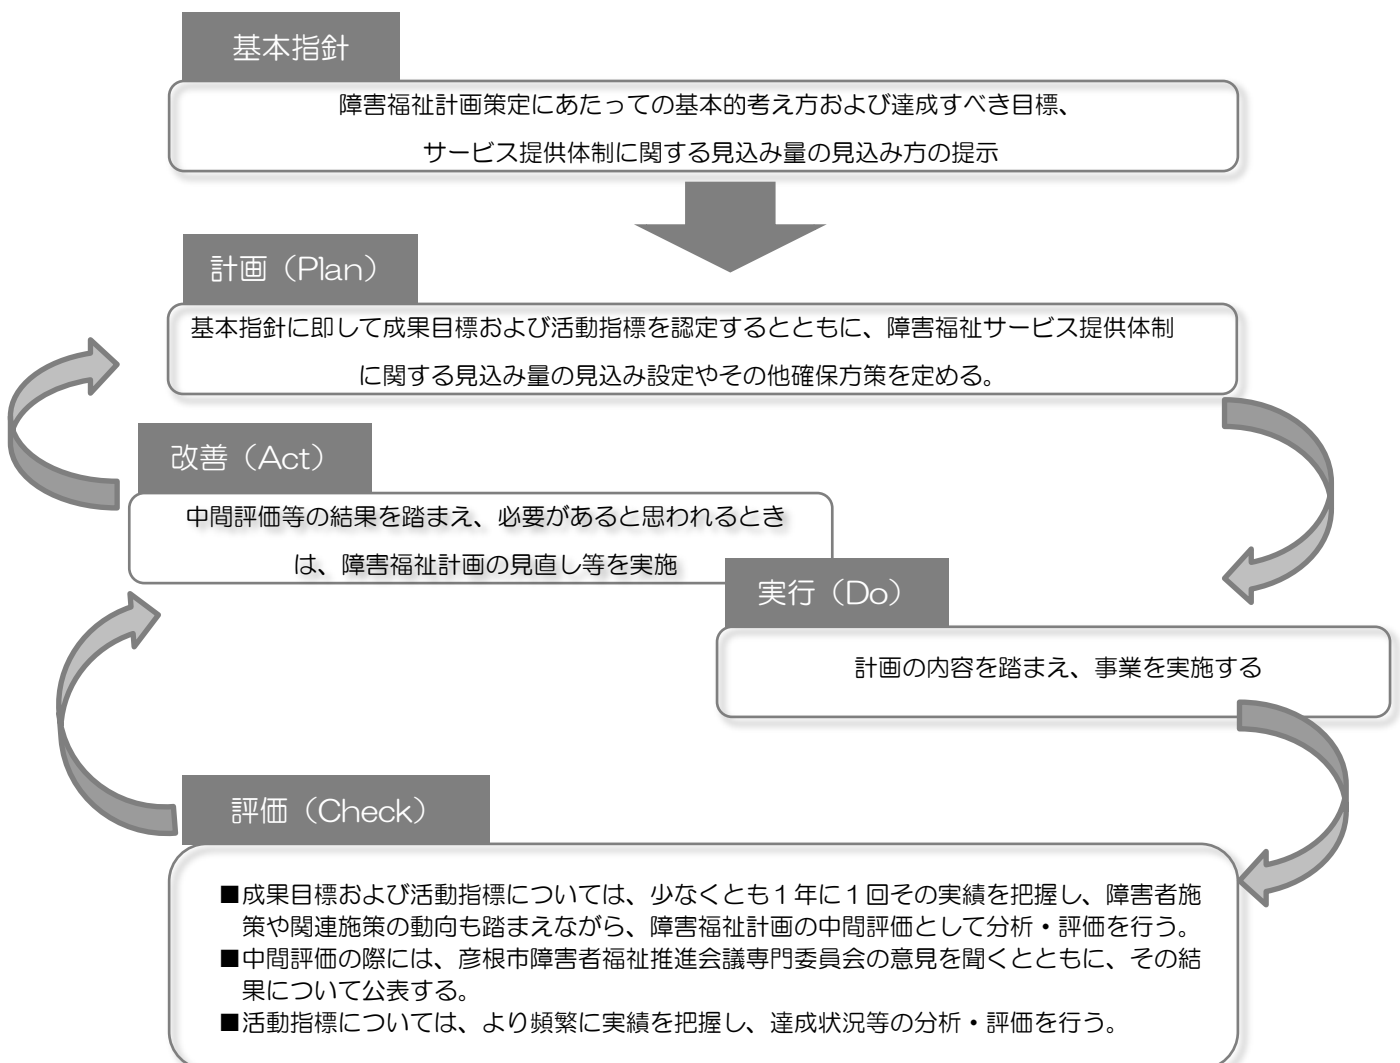 基本指針
障害福祉計画策定にあたっての基本的考え方および達成すべき目標、
サービス提供体制に関する見込み量の見込み方の提示
計画（Plan）
基本指針に即して成果目標および活動指標を認定するとともに、障害福祉サービス提供体制
に関する見込み量の見込み設定やその他確保方策を定める。
改善（Act）
中間評価等の結果を踏まえ、必要があると思われるとき
は、障害福祉計画の見直し等を実施
実行（Do）
計画の内容を踏まえ、事業を実施する
評価（Check）
■成果目標および活動指標については、少なくとも１年に１回その実績を把握し、障害者施
策や関連施策の動向も踏まえながら、障害福祉計画の中間評価として分析・評価を行う。
■中間評価の際には、彦根市障害者福祉推進会議専門委員会の意見を聞くとともに、その結
果について公表する。
■活動指標については、より頻繁に実績を把握し、達成状況等の分析・評価を行う。